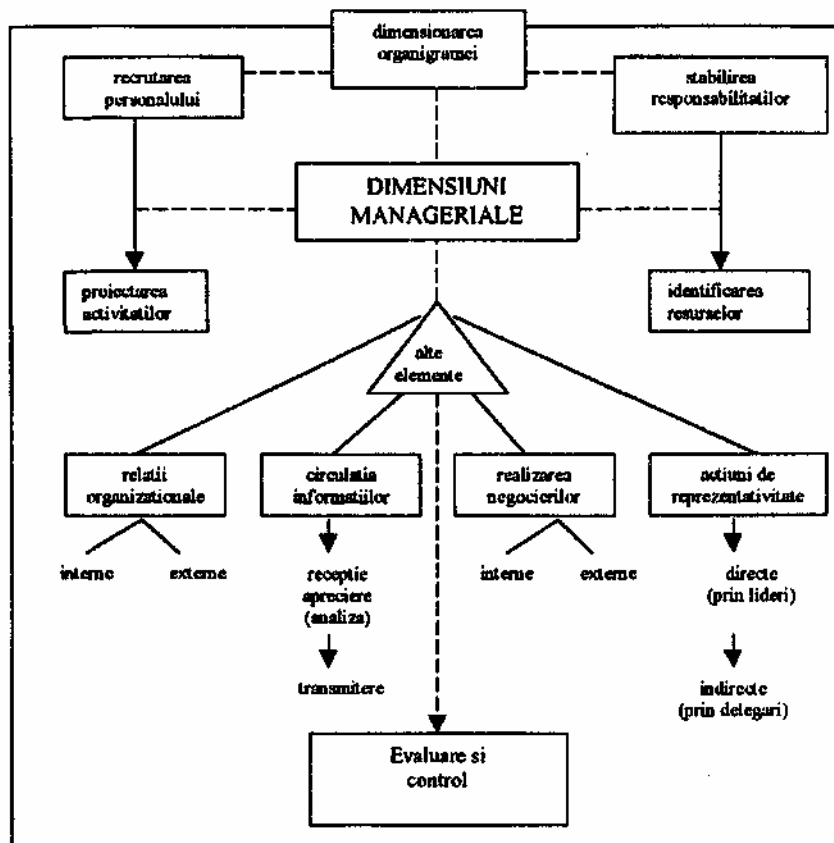 dimensionarea
organigramei
recrutarea
personalului
stabilirea
responsabilitatilor
DIMENSIUNI
MANAGERIALE
proiectarea
activitatilor
identificarea
resurselor
alte
elemente
relatii
organizationale
circulatia
informatiilor
realizarea
negocierilor
actiuni de
reprezentativitate
interne
externe
receptie
apreciere
(analiza)
transmitere
interne
externe
directe
(prin lideri)
indirecte
(prin delegari)
Evaluare si
control